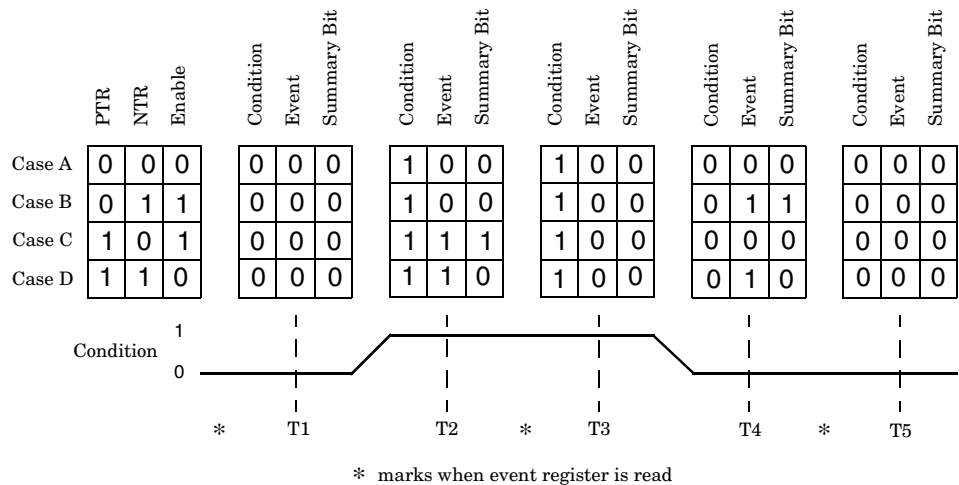 PTR NTR Enable Condition Event Summary Bit Condition Event Summary Bit Condition Event Summary Bit Condition Event Summary Bit Condition Event Summary Bit
Case A 0 0 0 0 0 0 1 0 0 1 0 0 0 0 0 0 0 0
Case B 0 1 1 0 0 0 1 0 0 1 0 0 0 1 1 0 0 0
Case C 1 0 1 0 0 0 1 1 1 1 0 0 0 0 0 0 0 0
Case D 1 1 0 0 0 0 1 1 0 1 0 0 0 1 0 0 0 0
1
Condition
0
* T1 T2 * T3 T4 * T5
* marks when event register is read